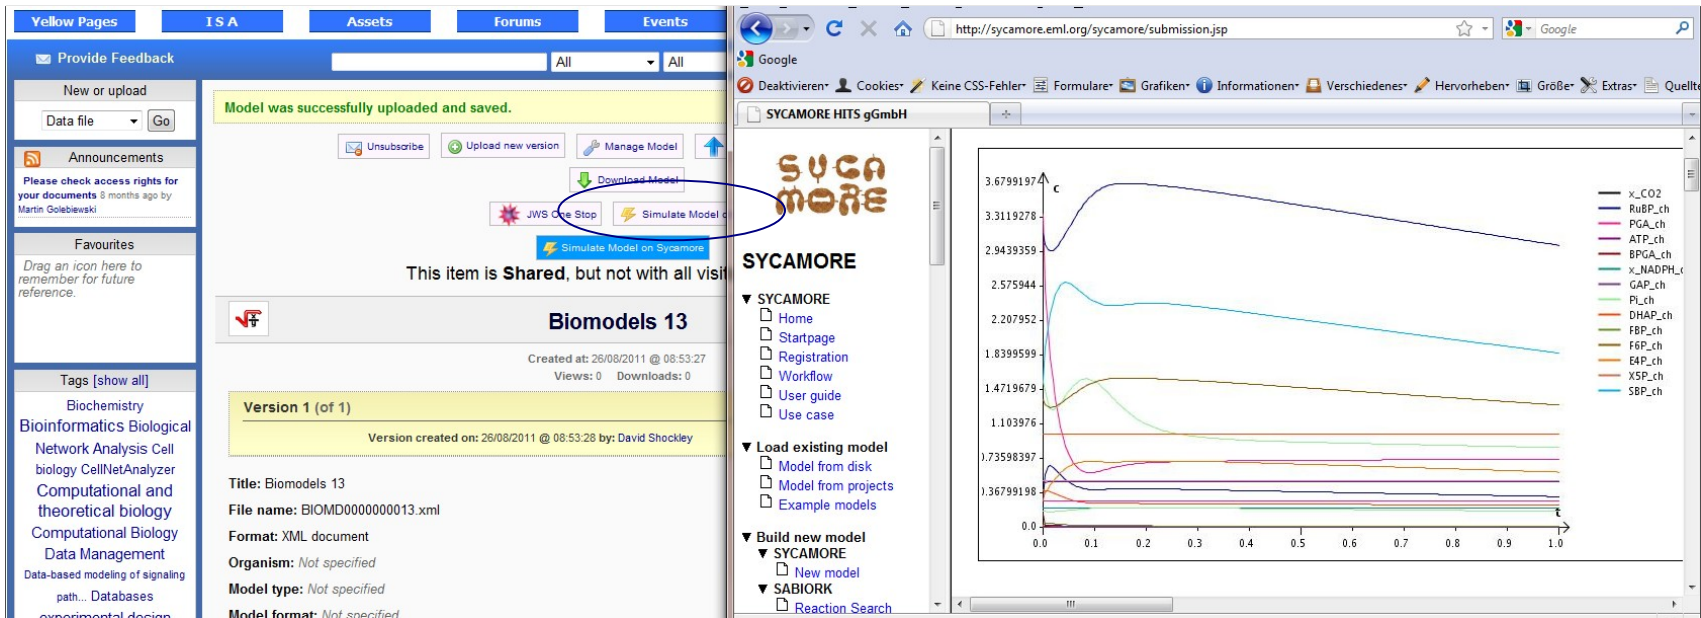 Yellow Pages
I S A
Assets
Forums
Events
Provide Feedback
All
All
New or upload
Data file
Go
Announcements
Please check access rights for
your documents 8 months ago by
Martin Golebiewski
Favourites
Drag an icon here to
remember for future
reference.
Tags [show all]
Biochemistry
Bioinformatics Biological
Network Analysis Cell
biology CellNetAnalyzer
Computational and
theoretical biology
Computational Biology
Data Management
Data-based modeling of signaling
path... Databases
experimental design
Model was successfully uploaded and saved.
Unsubscribe
Upload new version
Manage Model
Download Model
JWS One Stop
Simulate Model o
Simulate Model on Sycamore
This item is Shared, but not with all visit
Biomodels 13
Created at: 26/08/2011 @ 08:53:27
Views: 0 Downloads: 0
Version 1 (of 1)
Version created on: 26/08/2011 @ 08:53:28 by: David Shockley
Title: Biomodels 13
File name: BIOMD0000000013.xml
Format: XML document
Organism: Not specified
Model type: Not specified
Model format: Not specified
http://sycamore.eml.org/sycamore/submission.jsp
Google
Google
Deaktivieren
Cookies
Keine CSS-Fehler
Formulare
Grafiken
Informationen
Verschiedenes
Hervorheben
Größe
Extras
Quellte
SYCAMORE HITS gGmbH
SYCA
MORE
SYCAMORE
SYCAMORE
Home
Startpage
Registration
Workflow
User guide
Use case
Load existing model
Model from disk
Model from projects
Example models
Build new model
SYCAMORE
New model
SABIORK
Reaction Search
c
3.6799197
3.3119278
2.9439359
2.575944
2.207952
1.8399599
1.4719679
1.103976
0.73598397
0.36799198
0.0
0.0 0.1 0.2 0.3 0.4 0.5 0.6 0.7 0.8 0.9 1.0
t
x_CO2
RuBP_ch
PGA_ch
ATP_ch
BPGA_ch
x_NADPH_c
GAP_ch
Pi_ch
DHAP_ch
FBP_ch
F6P_ch
E4P_ch
X5P_ch
SBP_ch